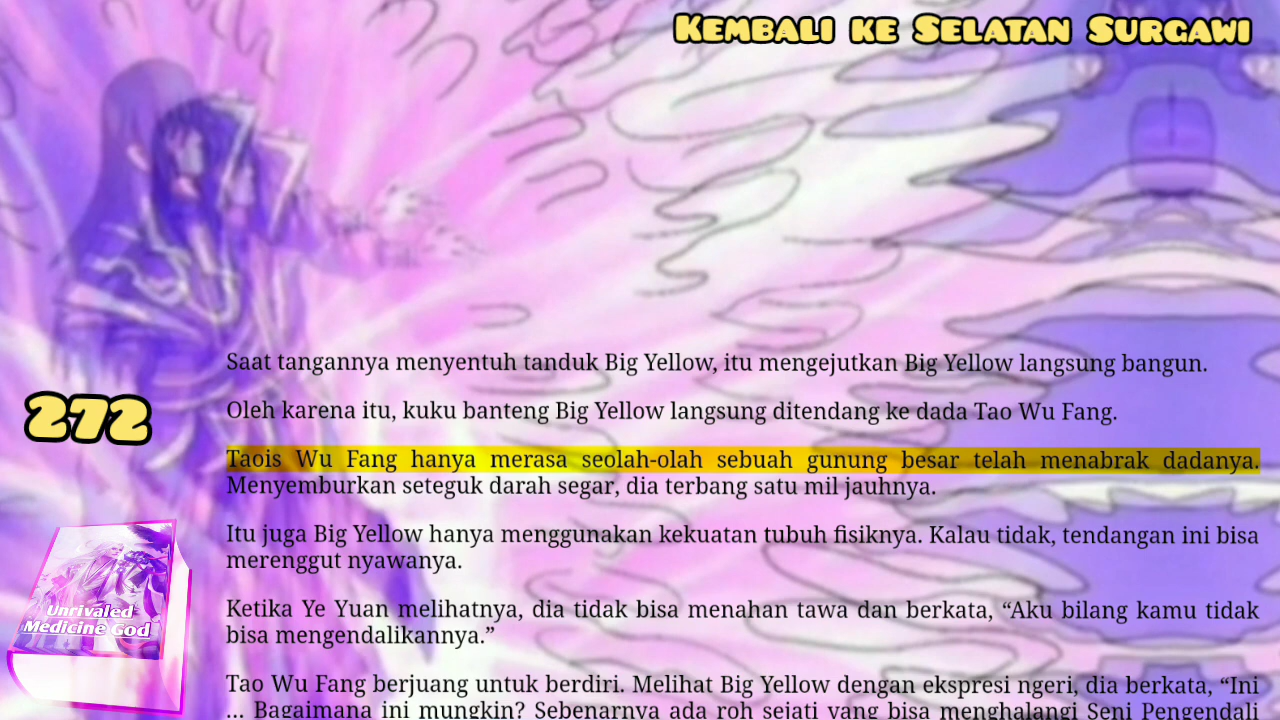 Kembali ke Selatan Surgawi
Saat tangannya menyentuh tanduk Big Yellow, itu mengejutkan Big Yellow langsung bangun.
Oleh karena itu, kuku banteng Big Yellow langsung ditendang ke dada Tao Wu Fang.
272
Taois Wu Fang hanya merasa seolah-olah sebuah gunung besar telah menabrak dadanya.
Menyemburkan seteguk darah segar, dia terbang satu mil jauhnya.
Itu juga Big Yellow hanya menggunakan kekuatan tubuh fisiknya. Kalau tidak, tendangan ini bisa
merenggut nyawanya.
Ketika Ye Yuan melihatnya, dia tidak bisa menahan tawa dan berkata, “Aku bilang kamu tidak
bisa mengendalikannya.”
Unrivaled
Medicine God
Tao Wu Fang berjuang untuk berdiri. Melihat Big Yellow dengan ekspresi ngeri, dia berkata, “Ini
... Bagaimana ini mungkin? Sebenarnya ada roh sejati yang bisa menghalangi Seni Pengendali